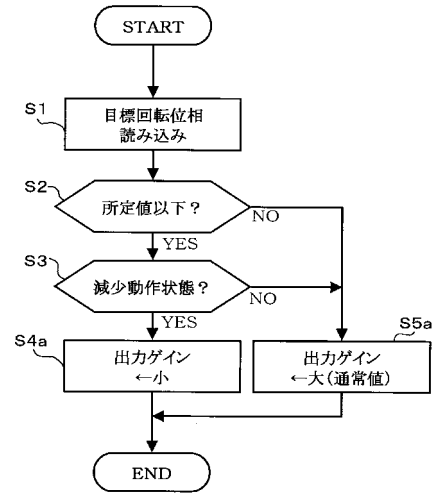 START
S1
目標回転位相
読み込み
S2
所定値以下？
NO
YES
S3
減少動作状態？
NO
YES
S4a
出力ゲイン
←小
S5a
出力ゲイン
←大(通常値)
END